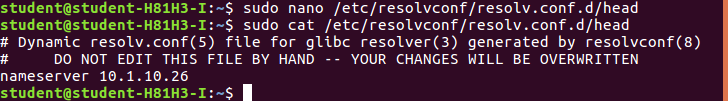 student@student-H81H3-I:~$ sudo nano /etc/resolvconf/resolv.conf.d/head
student@student-H81H3-I:~$ sudo cat /etc/resolvconf/resolv.conf.d/head
# Dynamic resolv.conf(5) file for glibc resolver(3) generated by resolvconf(8)
#     DO NOT EDIT THIS FILE BY HAND -- YOUR CHANGES WILL BE OVERWRITTEN
nameserver 10.1.10.26
student@student-H81H3-I:~$